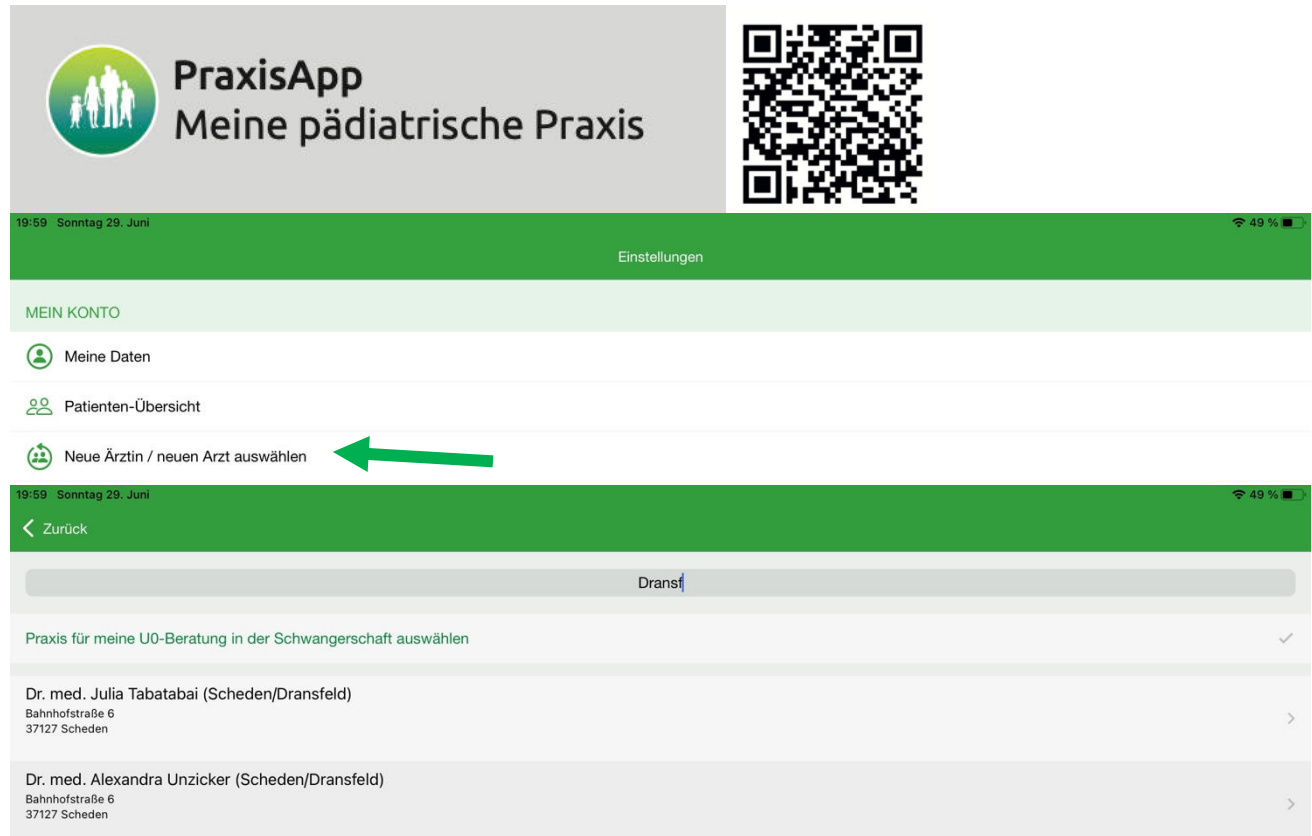 PraxisApp
Meine pädiatrische Praxis
19:59 Sonntag 29. Juni 49 %
Einstellungen
MEIN KONTO
Meine Daten
Patienten-Übersicht
Neue Ärztin / neuen Arzt auswählen
19:59 Sonntag 29. Juni 49 %
Zurück
Dransf
Praxis für meine U0-Beratung in der Schwangerschaft auswählen
Dr. med. Julia Tabatabai (Scheden/Dransfeld)
Bahnhofstraße 6
37127 Scheden
Dr. med. Alexandra Unzicker (Scheden/Dransfeld)
Bahnhofstraße 6
37127 Scheden